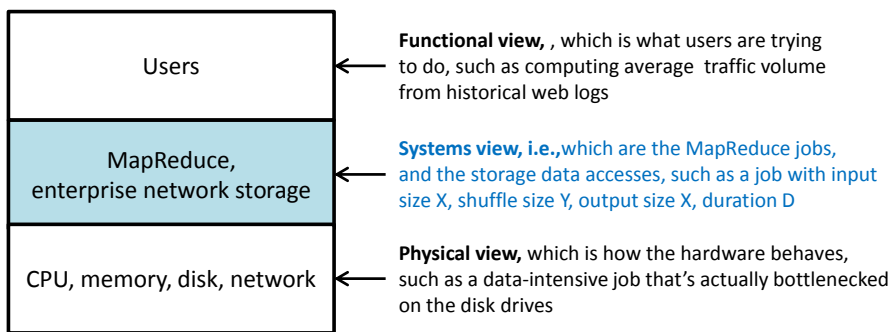 Users
Functional view, , which is what users are trying
to do, such as computing average traffic volume
from historical web logs
MapReduce,
enterprise network storage
Systems view, i.e.,which are the MapReduce jobs,
and the storage data accesses, such as a job with input
size X, shuffle size Y, output size X, duration D
CPU, memory, disk, network
Physical view, which is how the hardware behaves,
such as a data-intensive job that's actually bottlenecked
on the disk drives